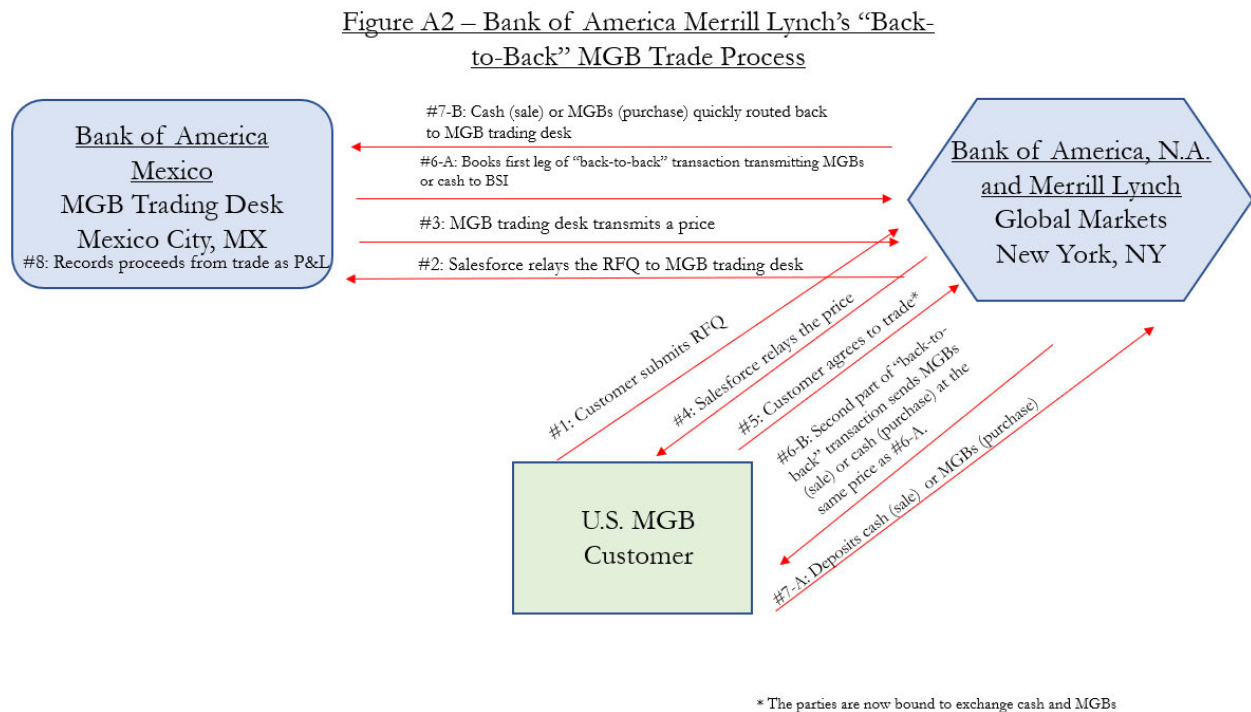 Figure A2 – Bank of America Merrill Lynch's “Back-
to-Back” MGB Trade Process
Bank of America
Mexico
MGB Trading Desk
Mexico City, MX
#8: Records proceeds from trade as P&L
#7-B: Cash (sale) or MGBs (purchase) quickly routed back
to MGB trading desk
#6-A: Books first leg of “back-to-back” transaction transmitting MGBs
or cash to BSI
#3: MGB trading desk transmits a price
#2: Salesforce relays the RFQ to MGB trading desk
Bank of America, N.A.
and Merrill Lynch
Global Markets
New York, NY
#1: Customer submits RFQ
#4: Salesforce relays the price
#5: Customer agrees to trade*
#6-B: Second part of “back-to-
back” transaction sends MGBs
(sale) or cash (purchase) at the
same price as #6-A.
#7-A: Deposits cash (sale) or MGBs (purchase)
U.S. MGB
Customer
* The parties are now bound to exchange cash and MGBs